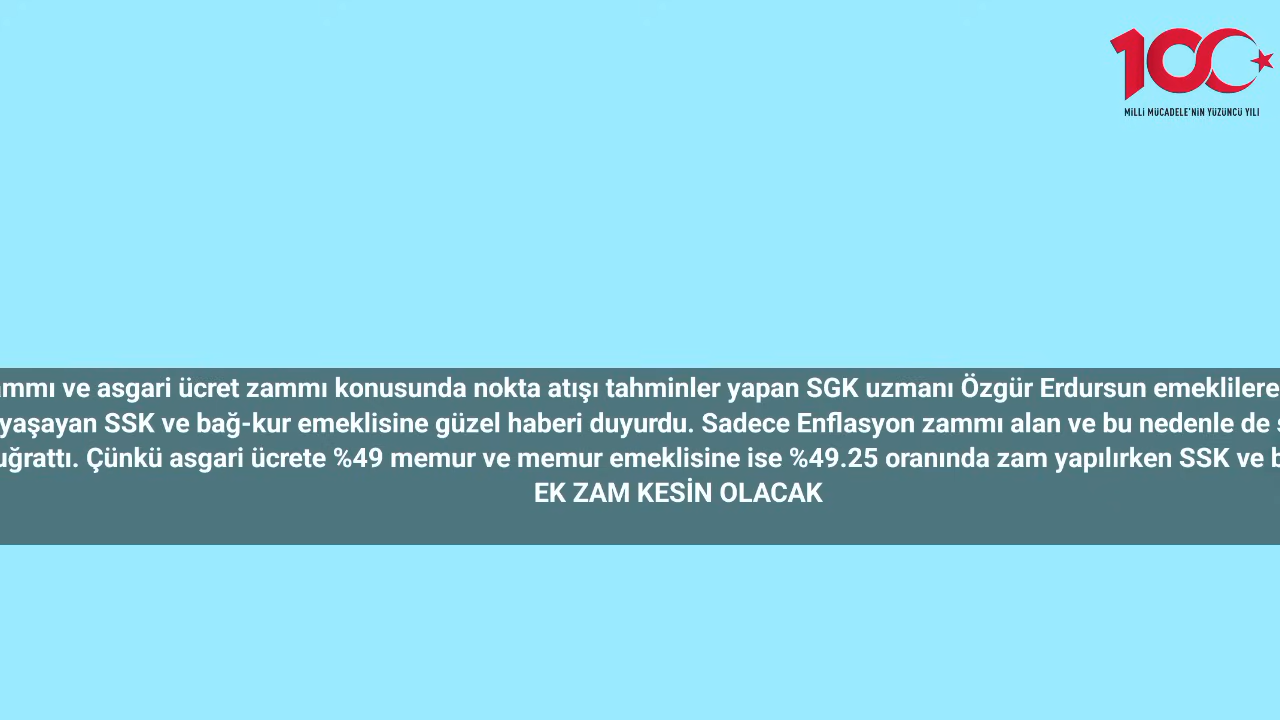 100
MİLLİ MÜCADELE'NİN YÜZÜNCÜ YILI
ve asgari ücret zammı konusunda nokta atışı tahminler yapan SGK uzmanı Özgür Erdursun emeklilere
yaşayan SSK ve bağ-kur emeklisine güzel haberi duyurdu. Sadece Enflasyon zammı alan ve bu nedenle de
Çünkü asgari ücrete %49 memur ve memur emeklisine ise %49.25 oranında zam yapılırken SSK ve
EK ZAM KESİN OLACAK